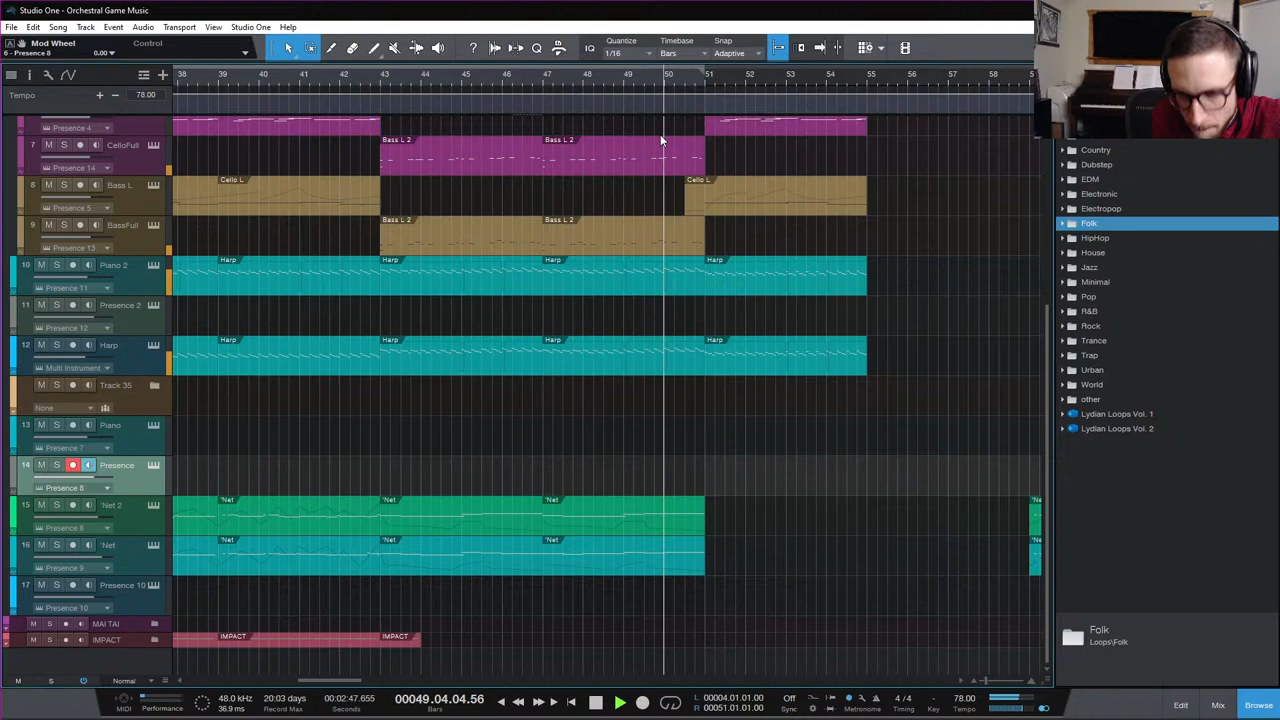 Studio One - Orchestral Game Music
File Edit Song Track Event Audio Transport View Studio One Help
Mod Wheel Control
6 - Presence 8 0.00
Quantize Timebase Snap
IQ 1/16 Bars Adaptive
38 39 40 41 42 43 44 45 46 47 48 49 50 51 52 53 54 55 56 57 58
Tempo + − 78.00
Presence 4
7 M S CelloFull Bass L 2 Bass L 2
Presence 14
8 M S Bass L Cello L Cello L
Presence 5
9 M S BassFull Bass L 2 Bass L 2
Presence 13
10 M S Piano 2 Harp Harp Harp Harp
Presence 11
11 M S Presence 2
Presence 12
12 M S Harp Harp Harp Harp Harp
Multi Instrument
Track 35
None
13 M S Piano
Presence 7
14 M S Presence
Presence 8
15 M S 'Net 2 'Net 'Net 'Net 'Net
Presence 6
16 M S 'Net 'Net 'Net 'Net 'Net
Presence 9
17 M S Presence 10
Presence 10
M S MAI TAI
M S IMPACT IMPACT IMPACT
M S Normal
Country
Dubstep
EDM
Electronic
Electropop
Folk
HipHop
House
Jazz
Minimal
Pop
R&B
Rock
Trance
Trap
Urban
World
other
Lydian Loops Vol. 1
Lydian Loops Vol. 2
Folk
Loops\Folk
MIDI Performance 48.0 kHz 36.9 ms 20:03 days 00:02:47.655 00049.04.04.56 Bars L 00004.01.01.00 R 00051.01.01.00 Off Sync Metronome 4 / 4 Timing - Key 78.00 Tempo Edit Mix Browse